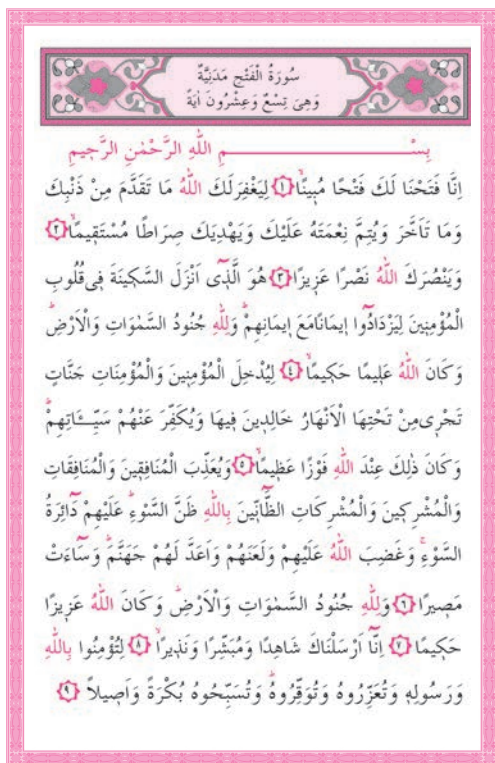 سُورَةُ الْفَتْحِ مَدَنِيَّةٌ
وَهِىَ تِسْعٌ وَعِشْرُونَ اٰيَةً
بِسْمِ اللّٰهِ الرَّحْمٰنِ الرَّحٖيمِ
اِنَّا فَتَحْنَا لَكَ فَتْحًا مُبٖينًاۙ ﴿١﴾ لِيَغْفِرَ لَكَ اللّٰهُ مَا تَقَدَّمَ مِنْ ذَنْبِكَ
وَمَا تَاَخَّرَ وَيُتِمَّ نِعْمَتَهُ عَلَيْكَ وَيَهْدِيَكَ صِرَاطًا مُسْتَقٖيمًاۙ ﴿٢﴾
وَيَنْصُرَكَ اللّٰهُ نَصْرًا عَزٖيزًا ﴿٣﴾ هُوَ الَّذٖٓى اَنْزَلَ السَّكٖينَةَ فٖى قُلُوبِ
الْمُؤْمِنٖينَ لِيَزْدَادُٓوا اٖيمَانًا مَعَ اٖيمَانِهِمْؕ وَلِلّٰهِ جُنُودُ السَّمٰوَاتِ وَالْاَرْضِؕ
وَكَانَ اللّٰهُ عَلٖيمًا حَكٖيمًاۙ ﴿٤﴾ لِيُدْخِلَ الْمُؤْمِنٖينَ وَالْمُؤْمِنَاتِ جَنَّاتٍ
تَجْرٖى مِنْ تَحْتِهَا الْاَنْهَارُ خَالِدٖينَ فٖيهَا وَيُكَفِّرَ عَنْهُمْ سَيِّـَٔاتِهِمْؕ
وَكَانَ ذٰلِكَ عِنْدَ اللّٰهِ فَوْزًا عَظٖيمًاۙ ﴿٥﴾ وَيُعَذِّبَ الْمُنَافِقٖينَ وَالْمُنَافِقَاتِ
وَالْمُشْرِكٖينَ وَالْمُشْرِكَاتِ الظَّٓانّٖينَ بِاللّٰهِ ظَنَّ السَّوْءِؕ عَلَيْهِمْ دَٓائِرَةُ
السَّوْءِۚ وَغَضِبَ اللّٰهُ عَلَيْهِمْ وَلَعَنَهُمْ وَاَعَدَّ لَهُمْ جَهَنَّمَؕ وَسَٓاءَتْ
مَصٖيرًا ﴿٦﴾ وَلِلّٰهِ جُنُودُ السَّمٰوَاتِ وَالْاَرْضِؕ وَكَانَ اللّٰهُ عَزٖيزًا
حَكٖيمًا ﴿٧﴾ اِنَّٓا اَرْسَلْنَاكَ شَاهِدًا وَمُبَشِّرًا وَنَذٖيرًاۙ ﴿٨﴾ لِتُؤْمِنُوا بِاللّٰهِ
وَرَسُولِهٖ وَتُعَزِّرُوهُ وَتُوَقِّرُوهُؕ وَتُسَبِّحُوهُ بُكْرَةً وَاَصٖيلًا ﴿٩﴾